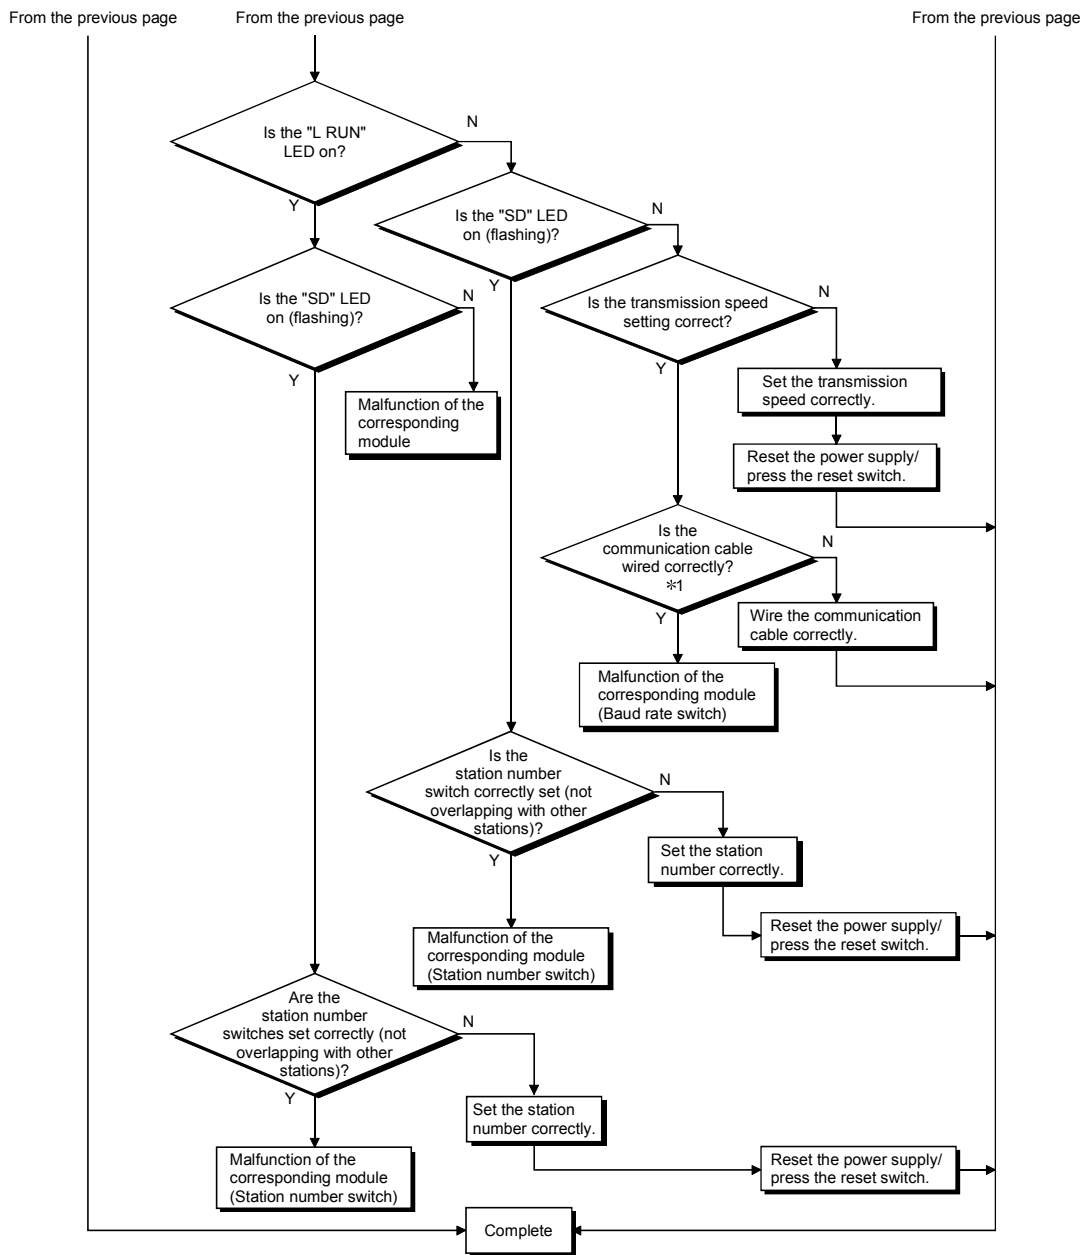 From the previous page
From the previous page
From the previous page
Is the "L RUN"
LED on?
N
Y
Is the "SD" LED
on (flashing)?
N
Y
Is the "SD" LED
on (flashing)?
N
Y
Is the transmission speed
setting correct?
N
Y
Set the transmission
speed correctly.
Malfunction of the
corresponding
module
Reset the power supply/
press the reset switch.
Is the
communication cable
wired correctly?
*1
N
Y
Wire the communication
cable correctly.
Malfunction of the
corresponding module
(Baud rate switch)
Is the
station number
switch correctly set (not
overlapping with other
stations)?
N
Y
Set the station
number correctly.
Reset the power supply/
press the reset switch.
Malfunction of the
corresponding module
(Station number switch)
Are the
station number
switches set correctly (not
overlapping with other
stations)?
N
Y
Set the station
number correctly.
Reset the power supply/
press the reset switch.
Malfunction of the
corresponding module
(Station number switch)
Complete